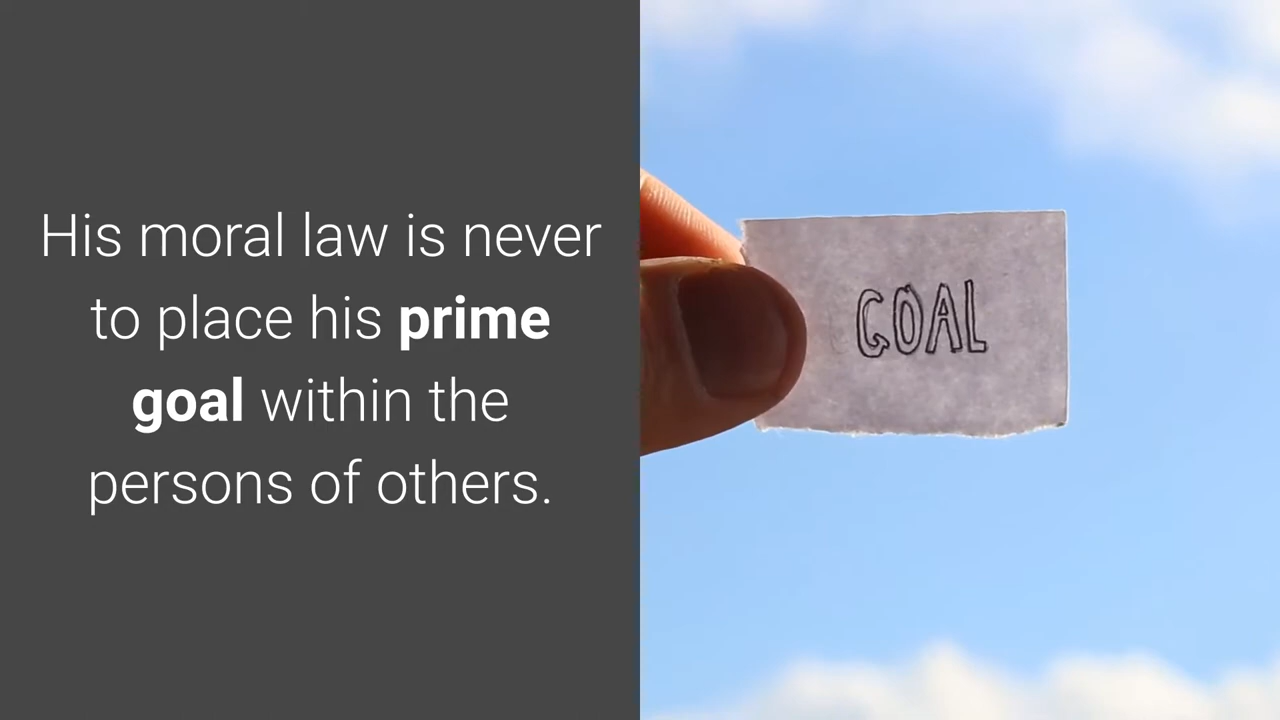 His moral law is never
to place his prime
goal within the
persons of others.
GOAL